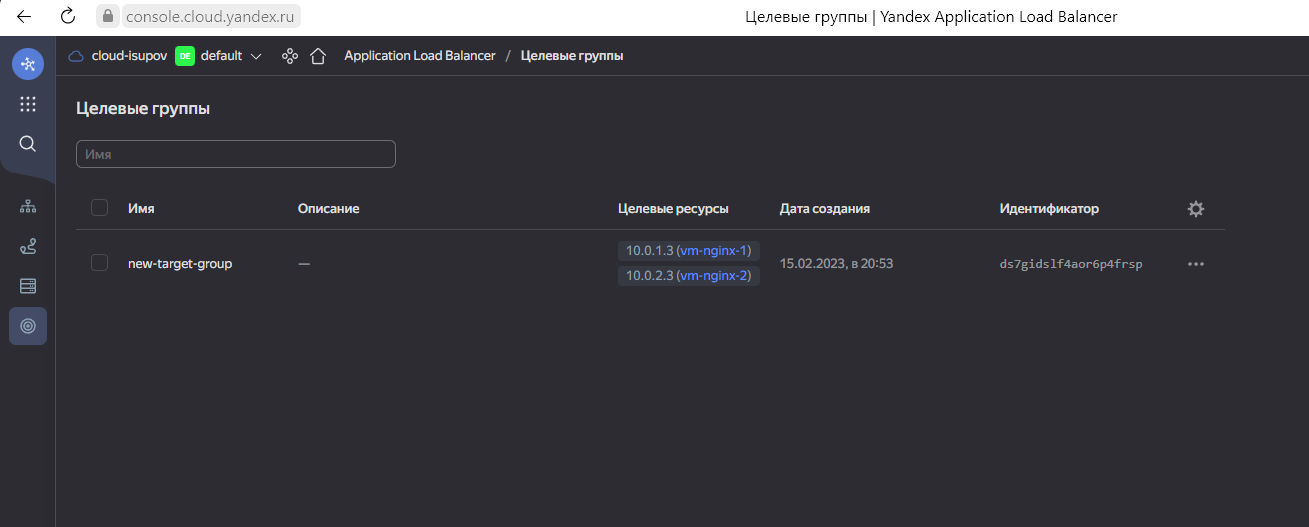 console.cloud.yandex.ru
Целевые группы | Yandex Application Load Balancer
cloud-isupov DE default Application Load Balancer / Целевые группы
Целевые группы
Имя
Имя Описание Целевые ресурсы Дата создания Идентификатор
new-target-group — 10.0.1.3 (vm-nginx-1) 15.02.2023, в 20:53 ds7gidslf4aor6p4frsp
10.0.2.3 (vm-nginx-2)